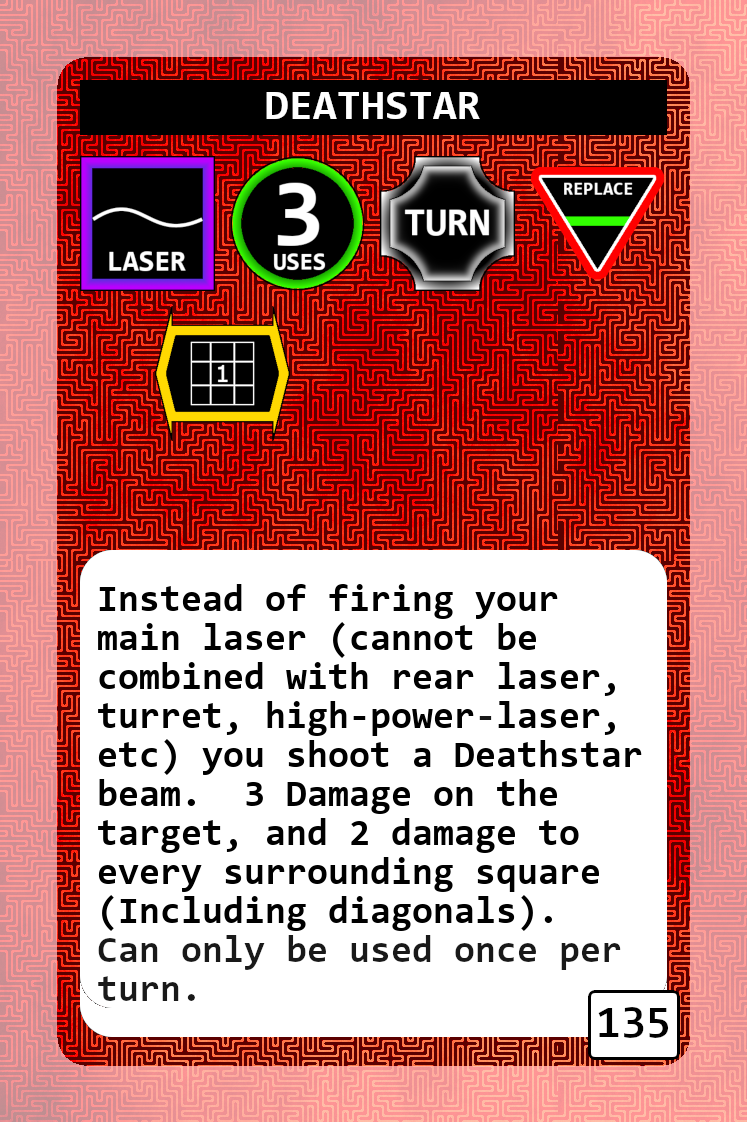 DEATHSTAR
LASER
3
USES
TURN
REPLACE
1
Instead of firing your
main laser (cannot be
combined with rear laser,
turret, high-power-laser,
etc) you shoot a Deathstar
beam.  3 Damage on the
target, and 2 damage to
every surrounding square
(Including diagonals).
Can only be used once per
turn.
135